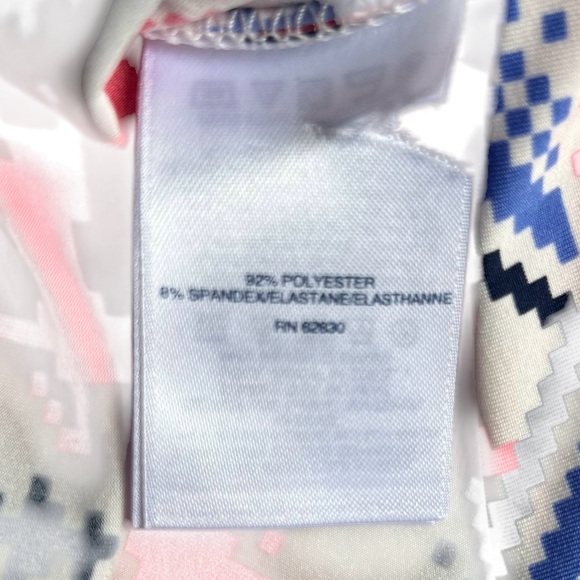 92% POLYESTER
8% SPANDEX/ELASTANE/ELASTHANNE
RN 62630